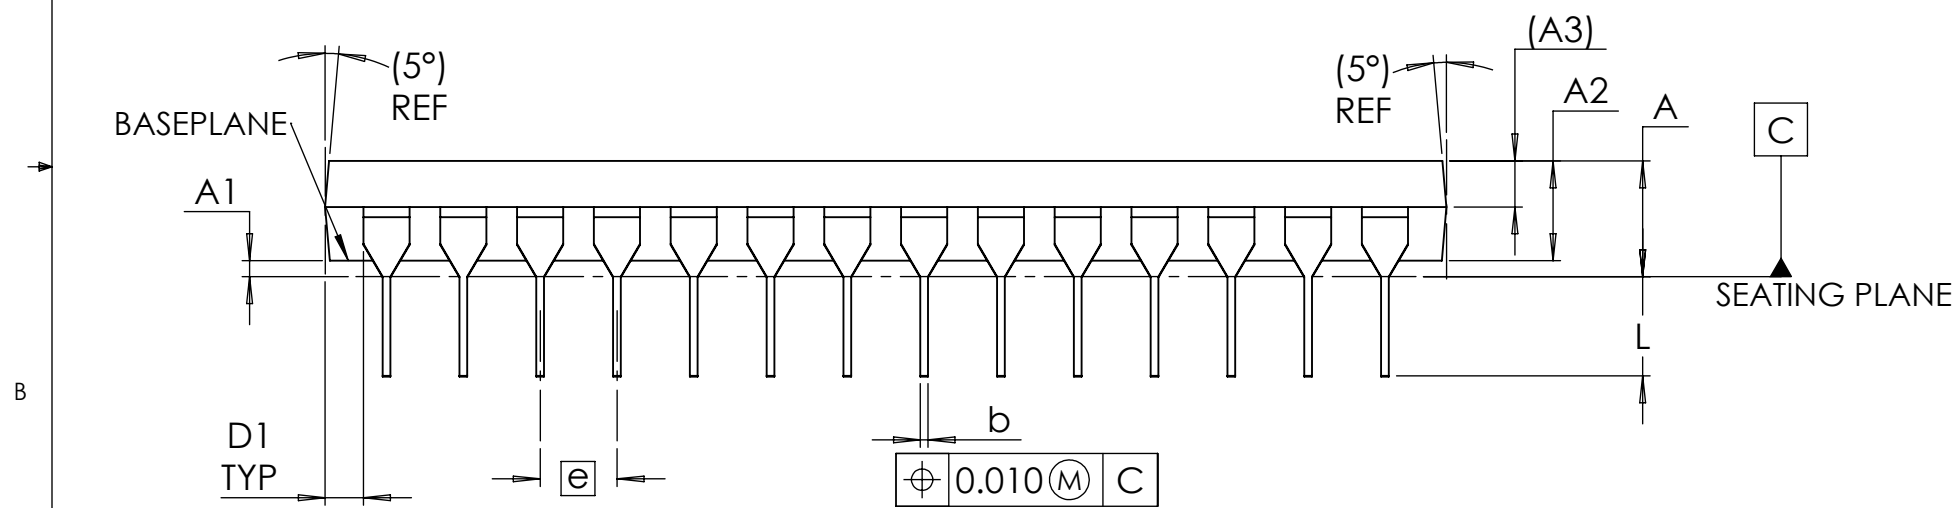 (A3)
(5°)
REF
(5°)
REF
A2
A
C
BASEPLANE
A1
SEATING PLANE
L
B
D1
TYP
e
b
⌖ 0.010 Ⓜ C